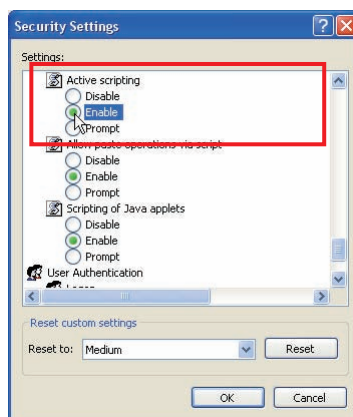 Security Settings
Settings:
Active scripting
Disable
Enable
Prompt
Allow paste operations via script
Disable
Enable
Prompt
Scripting of Java applets
Disable
Enable
Prompt
User Authentication
Logon
Reset custom settings
Reset to: Medium Reset
OK Cancel